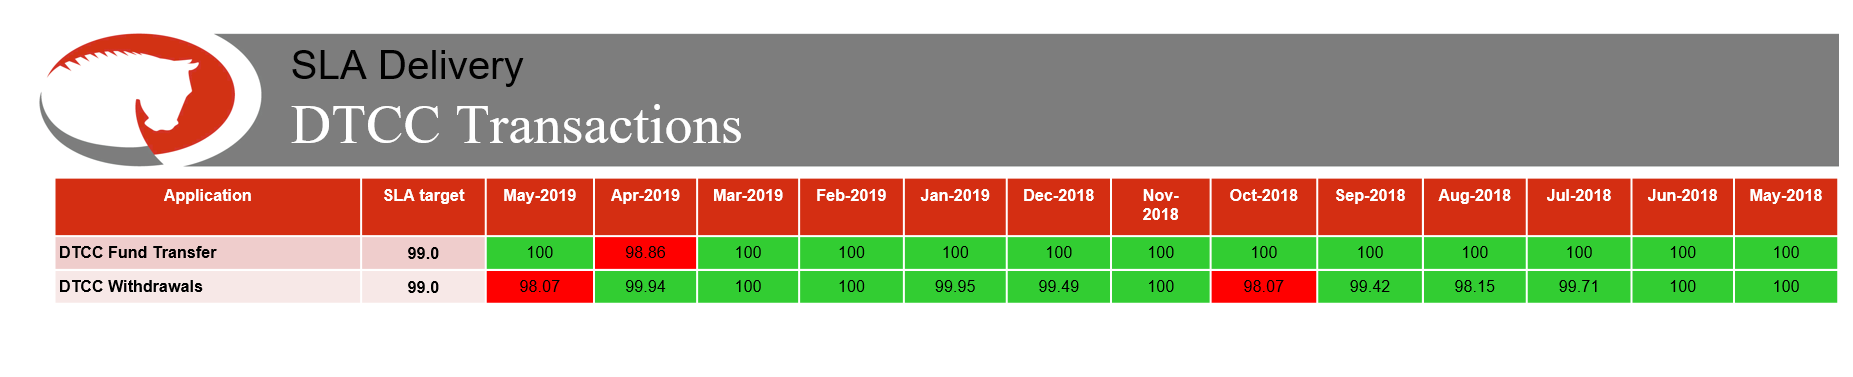 SLA Delivery
DTCC Transactions
Application SLA target May-2019 Apr-2019 Mar-2019 Feb-2019 Jan-2019 Dec-2018 Nov-2018 Oct-2018 Sep-2018 Aug-2018 Jul-2018 Jun-2018 May-2018
DTCC Fund Transfer 99.0 100 98.86 100 100 100 100 100 100 100 100 100 100 100
DTCC Withdrawals 99.0 98.07 99.94 100 100 99.95 99.49 100 98.07 99.42 98.15 99.71 100 100